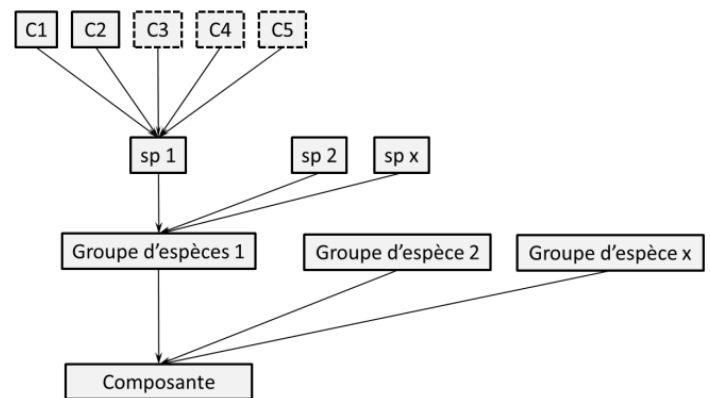 C1 C2 C3 C4 C5
sp 1 sp 2 sp x
Groupe d'espèces 1 Groupe d'espèce 2 Groupe d'espèce x
Composante